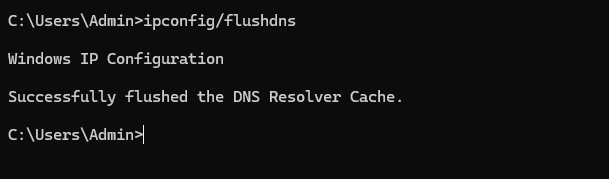 C:\Users\Admin>ipconfig/flushdns
Windows IP Configuration
Successfully flushed the DNS Resolver Cache.
C:\Users\Admin>